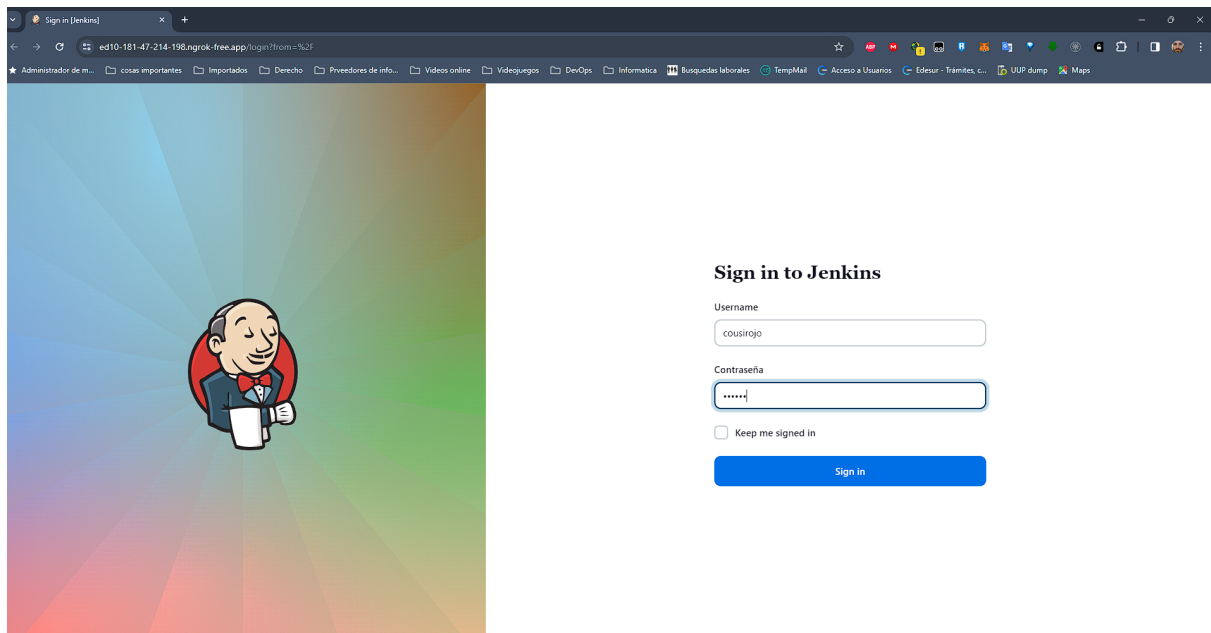 Sign in [Jenkins]
ed10-181-47-214-198.ngrok-free.app/login?from=%2F
Administrador de m... cosas importantes Importados Derecho Prveedores de info... Videos online Videojuegos DevOps Informatica Busquedas laborales TempMail Acceso a Usuarios Edesur - Trámites, c... UUP dump Maps
Sign in to Jenkins
Username
cousirojo
Contraseña
••••••
Keep me signed in
Sign in